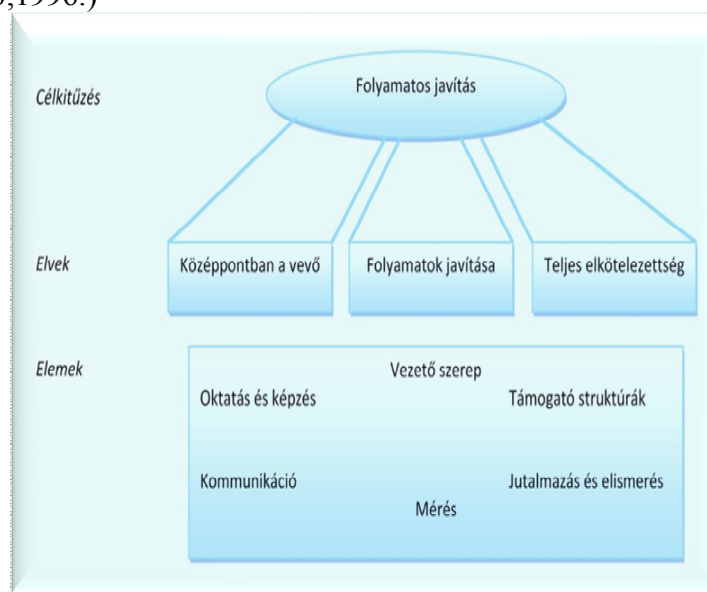 1996.)
Folyamatos javítás
Célkitűzés
Elvek
Középpontban a vevő
Folyamatok javítása
Teljes elkötelezettség
Elemek
Vezető szerep
Oktatás és képzés
Támogató struktúrák
Kommunikáció
Jutalmazás és elismerés
Mérés